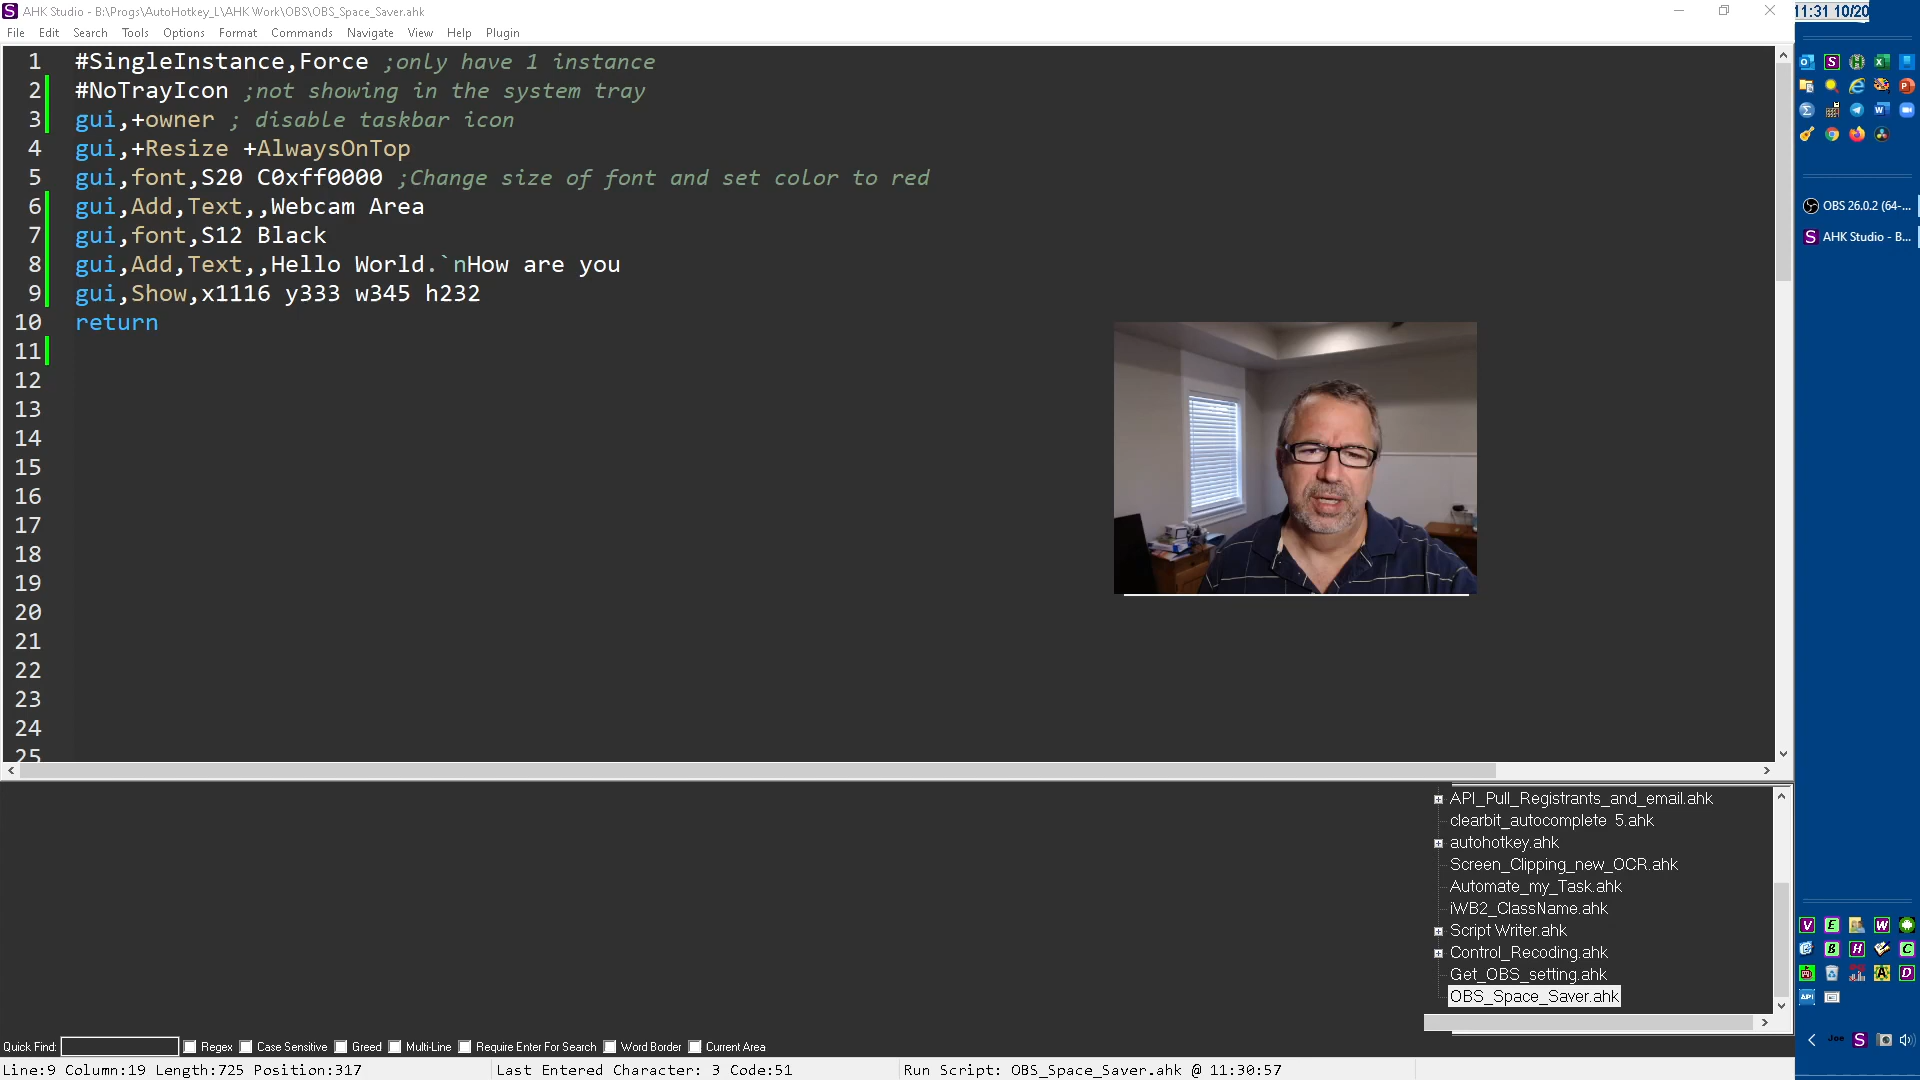 AHK Studio - B:\Progs\AutoHotkey_L\AHK Work\OBS\OBS_Space_Saver.ahk
11:31 10/20
File Edit Search Tools Options Format Commands Navigate View Help Plugin
1 #SingleInstance,Force ;only have 1 instance
2 #NoTrayIcon ;not showing in the system tray
3 gui,+owner ; disable taskbar icon
4 gui,+Resize +AlwaysOnTop
5 gui,font,S20 C0xff0000 ;Change size of font and set color to red
6 gui,Add,Text,,Webcam Area
7 gui,font,S12 Black
8 gui,Add,Text,,Hello World.`nHow are you
9 gui,Show,x1116 y333 w345 h232
10 return
11
12
13
14
15
16
17
18
19
20
21
22
23
24
25
OBS 26.0.2 (64-...
AHK Studio - B...
API_Pull_Registrants_and_email.ahk
clearbit_autocomplete 5.ahk
autohotkey.ahk
Screen_Clipping_new_OCR.ahk
Automate_my_Task.ahk
iWB2_ClassName.ahk
Script Writer.ahk
Control_Recoding.ahk
Get_OBS_setting.ahk
OBS_Space_Saver.ahk
Quick Find: Regex Case Sensitive Greed Multi-Line Require Enter For Search Word Border Current Area
Line:9 Column:19 Length:725 Position:317 Last Entered Character: 3 Code:51 Run Script: OBS_Space_Saver.ahk @ 11:30:57